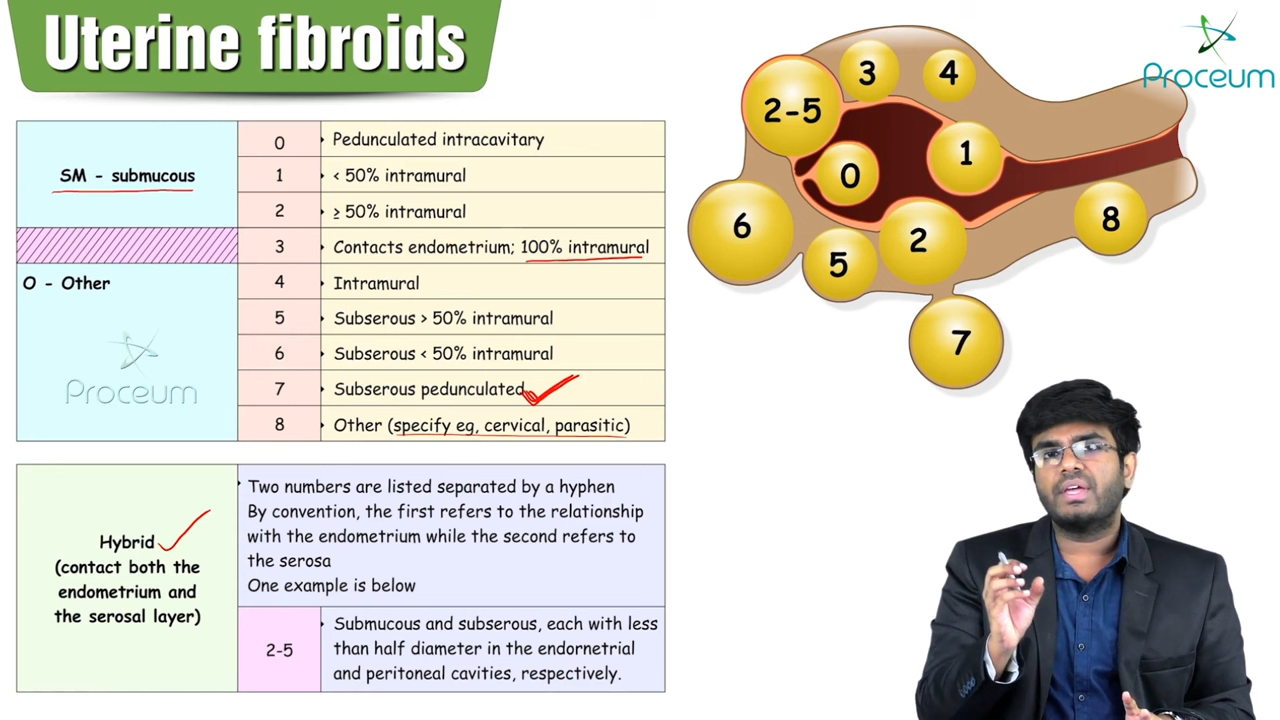 Uterine fibroids
Proceum
SM - submucous
0
Pedunculated intracavitary
1
< 50% intramural
2
≥ 50% intramural
3
Contacts endometrium; 100% intramural
O - Other
4
Intramural
5
Subserous > 50% intramural
6
Subserous < 50% intramural
7
Subserous pedunculated
8
Other (specify eg, cervical, parasitic)
Proceum
Hybrid
(contact both the
endometrium and
the serosal layer)
Two numbers are listed separated by a hyphen
By convention, the first refers to the relationship
with the endometrium while the second refers to
the serosa
One example is below
2-5
Submucous and subserous, each with less
than half diameter in the endornetrial
and peritoneal cavities, respectively.
2-5
3
4
0
1
6
5
2
8
7